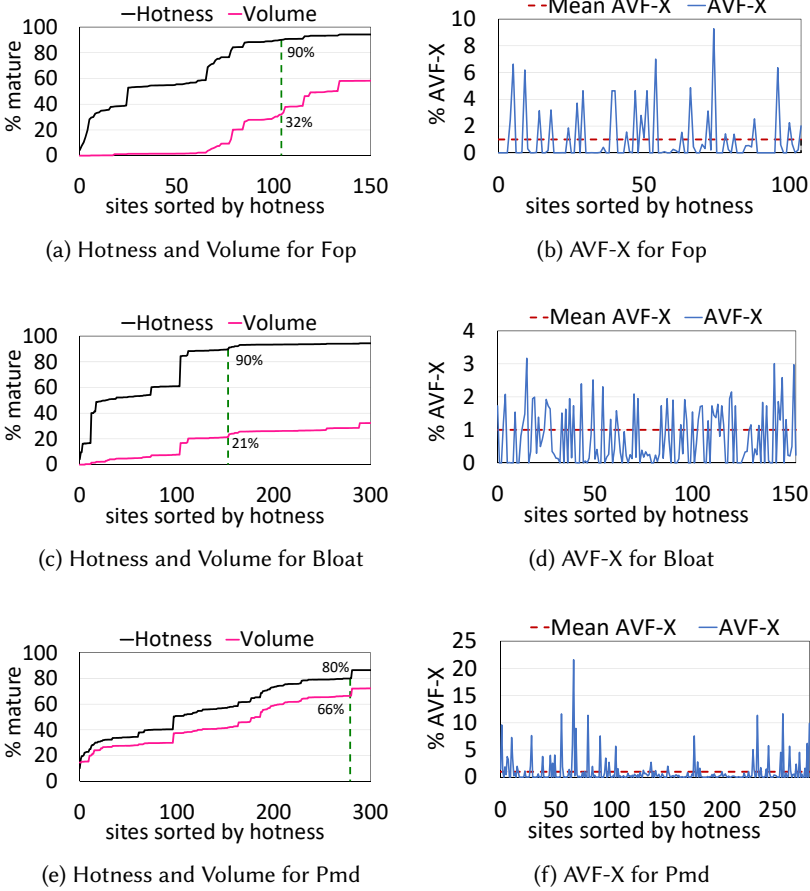 Hotness Volume
% mature
100
80
60
40
20
0
90%
32%
0 50 100 150
sites sorted by hotness
(a) Hotness and Volume for Fop
Mean AVF-X AVF-X
% AVF-X
10
8
6
4
2
0
0 50 100
sites sorted by hotness
(b) AVF-X for Fop
Hotness Volume
% mature
100
80
60
40
20
0
90%
21%
0 100 200 300
sites sorted by hotness
(c) Hotness and Volume for Bloat
Mean AVF-X AVF-X
% AVF-X
4
3
2
1
0
0 50 100 150
sites sorted by hotness
(d) AVF-X for Bloat
Hotness Volume
% mature
100
80
60
40
20
0
80%
66%
0 100 200 300
sites sorted by hotness
(e) Hotness and Volume for Pmd
Mean AVF-X AVF-X
% AVF-X
25
20
15
10
5
0
0 50 100 150 200 250
sites sorted by hotness
(f) AVF-X for Pmd